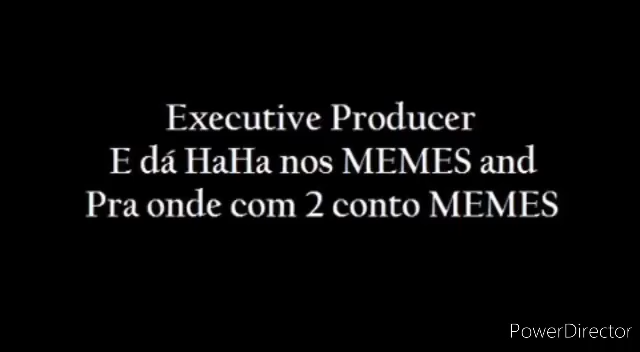 Executive Producer
E dá HaHa nos MEMES and
Pra onde com 2 conto MEMES
PowerDirector